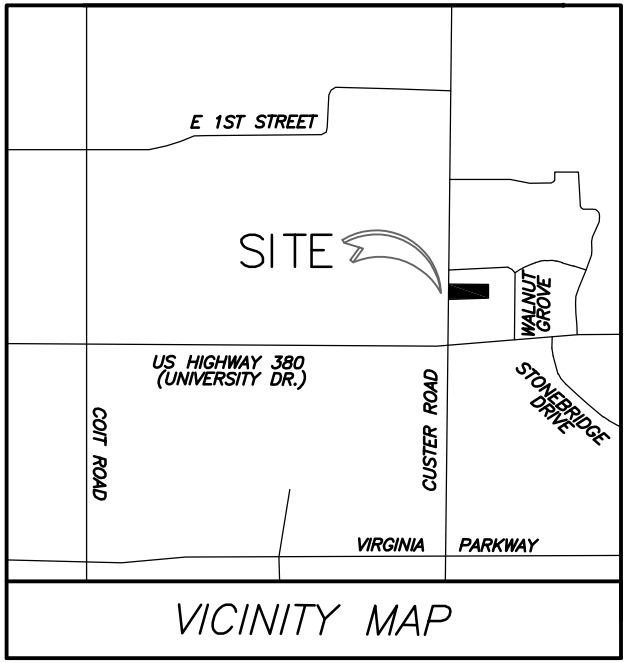 E 1ST STREET
SITE
WALNUT
GROVE
US HIGHWAY 380
(UNIVERSITY DR.)
STONEBRIDGE
DRIVE
COIT ROAD
CUSTER ROAD
VIRGINIA PARKWAY
VICINITY MAP